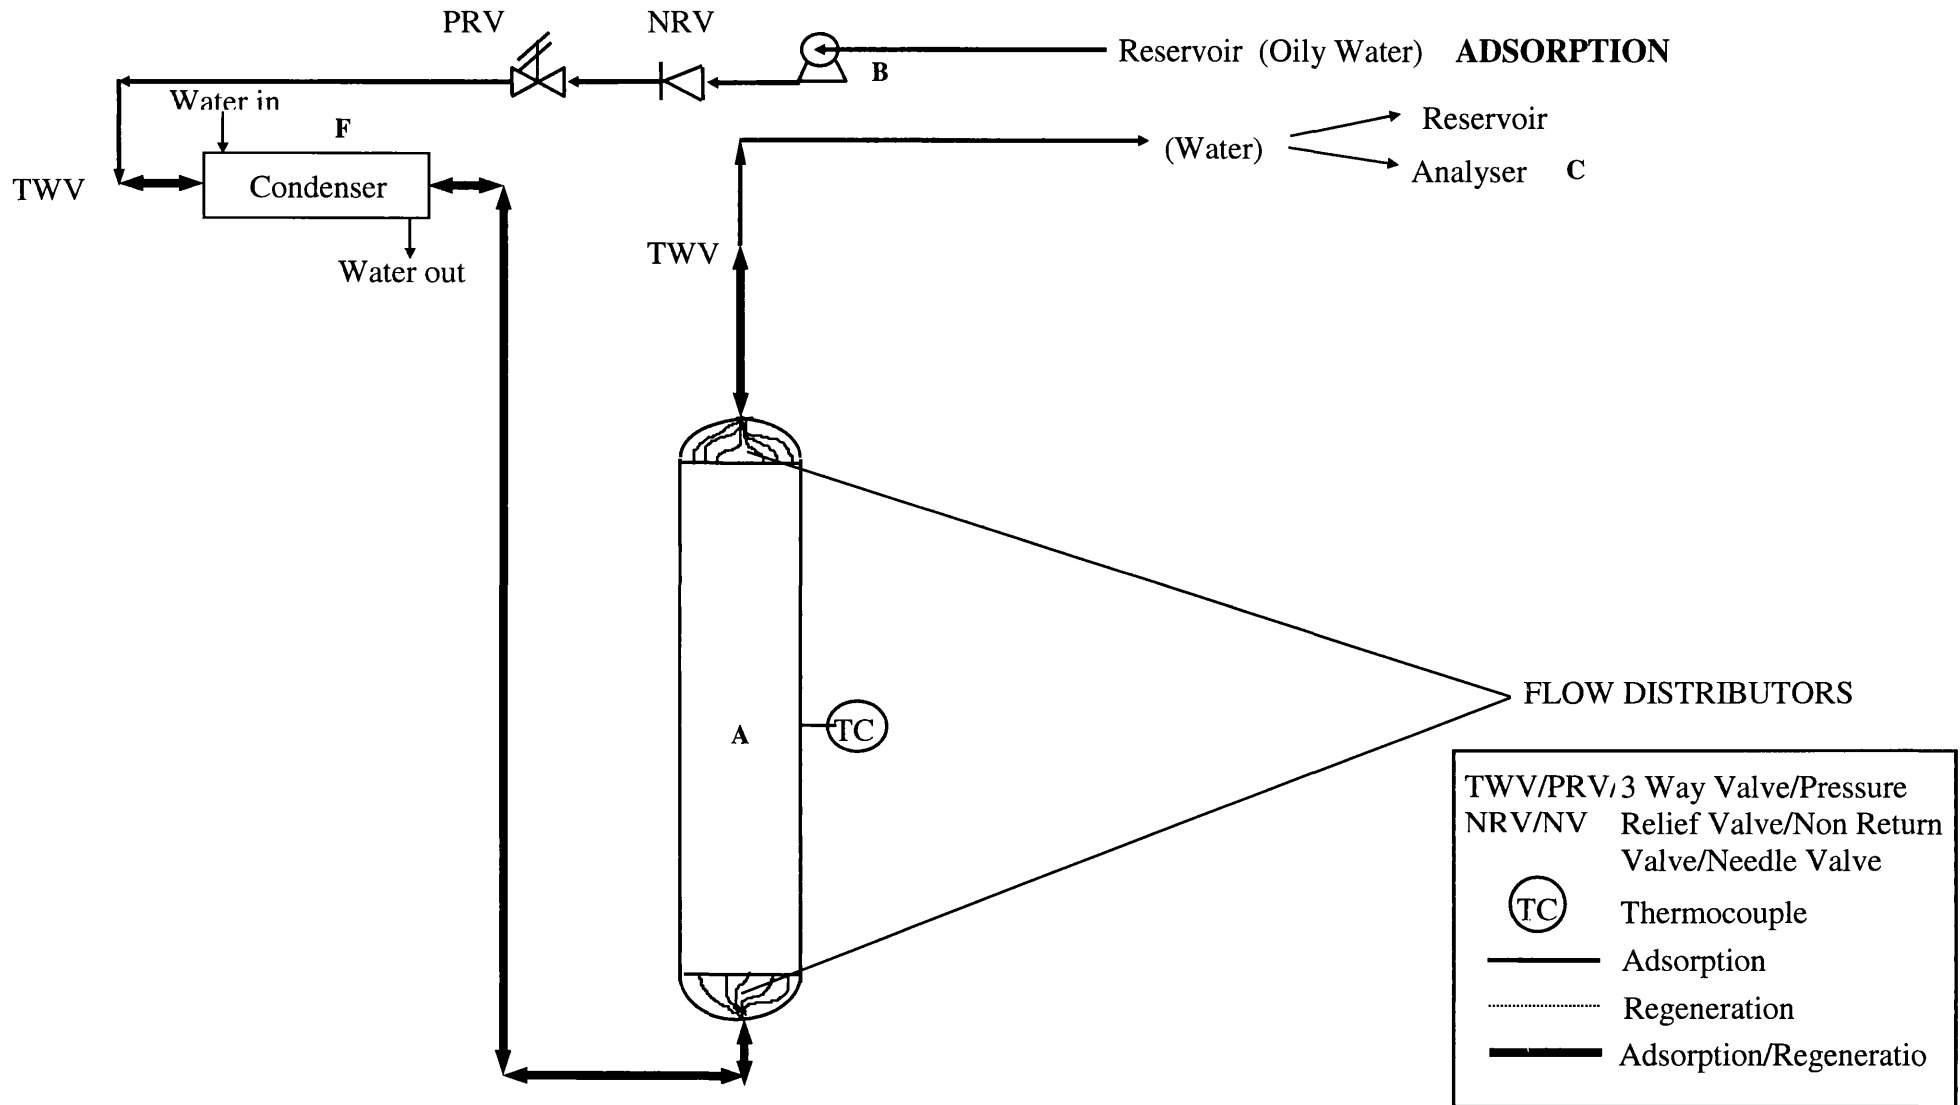 PRV
NRV
Reservoir (Oily Water) ADSORPTION
B
Water in
F
Reservoir
(Water)
Analyser C
TWV
Condenser
TWV
Water out
FLOW DISTRIBUTORS
A
TC
TWV/PRV/ 3 Way Valve/Pressure
NRV/NV Relief Valve/Non Return
Valve/Needle Valve
TC Thermocouple
Adsorption
Regeneration
Adsorption/Regeneratio